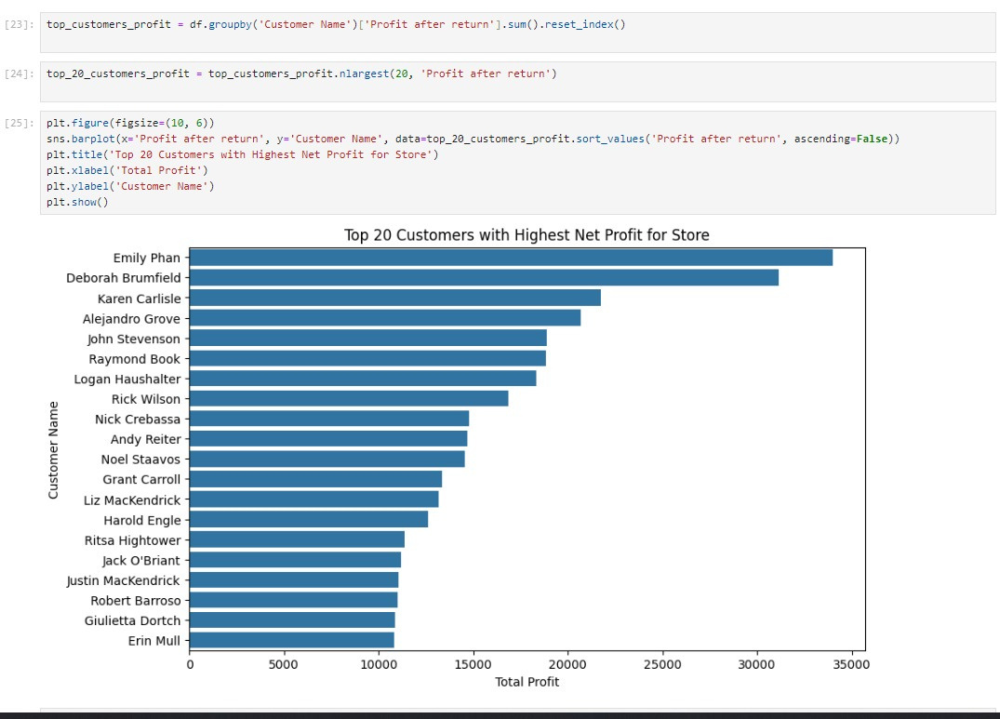 [23]: top_customers_profit = df.groupby('Customer Name')['Profit after return'].sum().reset_index()
[24]: top_20_customers_profit = top_customers_profit.nlargest(20, 'Profit after return')
[25]: plt.figure(figsize=(10, 6))
sns.barplot(x='Profit after return', y='Customer Name', data=top_20_customers_profit.sort_values('Profit after return', ascending=False))
plt.title('Top 20 Customers with Highest Net Profit for Store')
plt.xlabel('Total Profit')
plt.ylabel('Customer Name')
plt.show()
Top 20 Customers with Highest Net Profit for Store
Customer Name
Emily Phan
Deborah Brumfield
Karen Carlisle
Alejandro Grove
John Stevenson
Raymond Book
Logan Haushalter
Rick Wilson
Nick Crebassa
Andy Reiter
Noel Staavos
Grant Carroll
Liz MacKendrick
Harold Engle
Ritsa Hightower
Jack O'Briant
Justin MacKendrick
Robert Barroso
Giulietta Dortch
Erin Mull
0 5000 10000 15000 20000 25000 30000 35000
Total Profit